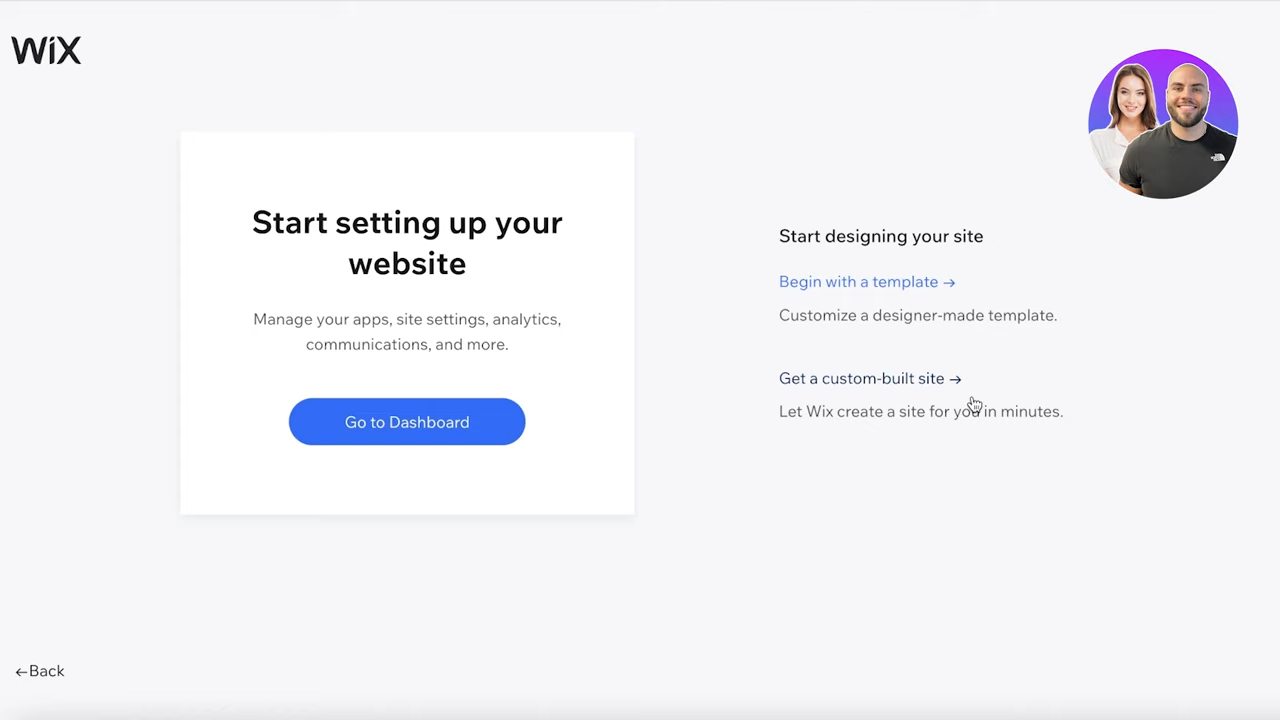 WiX
Start setting up your
website
Manage your apps, site settings, analytics,
communications, and more.
Go to Dashboard
Start designing your site
Begin with a template →
Customize a designer-made template.
Get a custom-built site →
Let Wix create a site for you in minutes.
←Back